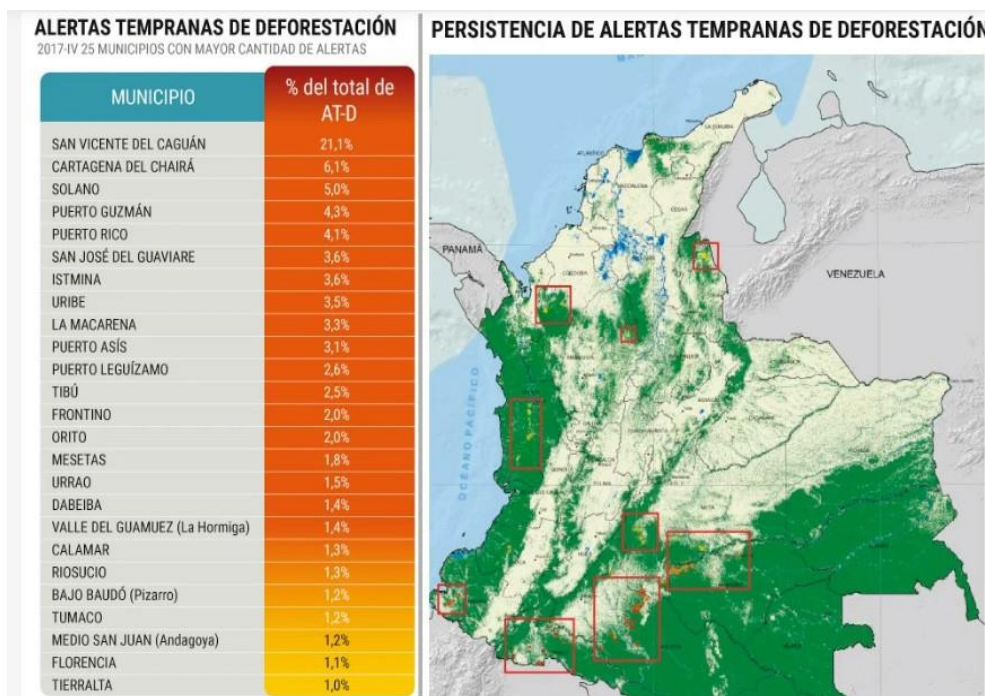 ALERTAS TEMPRANAS DE DEFORESTACIÓN
2017-IV 25 MUNICIPIOS CON MAYOR CANTIDAD DE ALERTAS
MUNICIPIO % del total de AT-D
SAN VICENTE DEL CAGUÁN 21,1%
CARTAGENA DEL CHAIRÁ 6,1%
SOLANO 5,0%
PUERTO GUZMÁN 4,3%
PUERTO RICO 4,1%
SAN JOSÉ DEL GUAVIARE 3,6%
ISTMINA 3,6%
URIBE 3,5%
LA MACARENA 3,3%
PUERTO ASÍS 3,1%
PUERTO LEGUÍZAMO 2,6%
TIBÚ 2,5%
FRONTINO 2,0%
ORITO 2,0%
MESETAS 1,8%
URRAO 1,5%
DABEIBA 1,4%
VALLE DEL GUAMUEZ (La Hormiga) 1,4%
CALAMAR 1,3%
RIOSUCIO 1,3%
BAJO BAUDÓ (Pizarro) 1,2%
TUMACO 1,2%
MEDIO SAN JUAN (Andagoya) 1,2%
FLORENCIA 1,1%
TIERRALTA 1,0%
PERSISTENCIA DE ALERTAS TEMPRANAS DE DEFORESTACIÓN
PANAMÁ
VENEZUELA
OCÉANO PACÍFICO